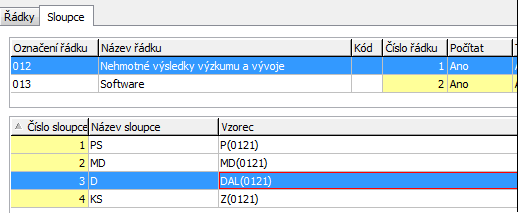 Řádky Sloupce
Označení řádku Název řádku Kód Číslo řádku Počítat
012 Nehmotné výsledky výzkumu a vývoje 1 Ano
013 Software 2 Ano
Číslo sloupce Název sloupce Vzorec
1 PS P(0121)
2 MD MD(0121)
3 D DAL(0121)
4 KS Z(0121)